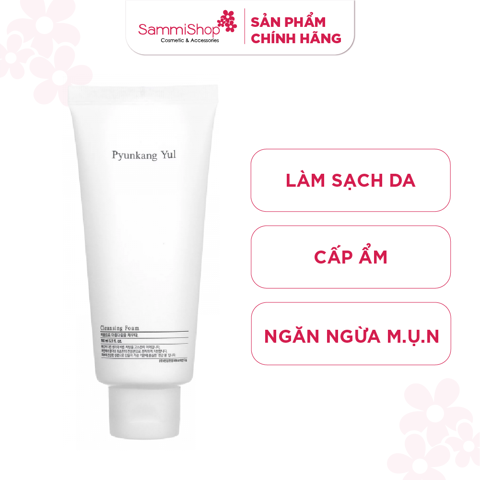 SammiShop
Cosmetic & Accessories
SẢN PHẨM
CHÍNH HÃNG
Pyunkang Yul
LÀM SẠCH DA
CẤP ẨM
NGĂN NGỪA M.Ụ.N
Cleansing Foam